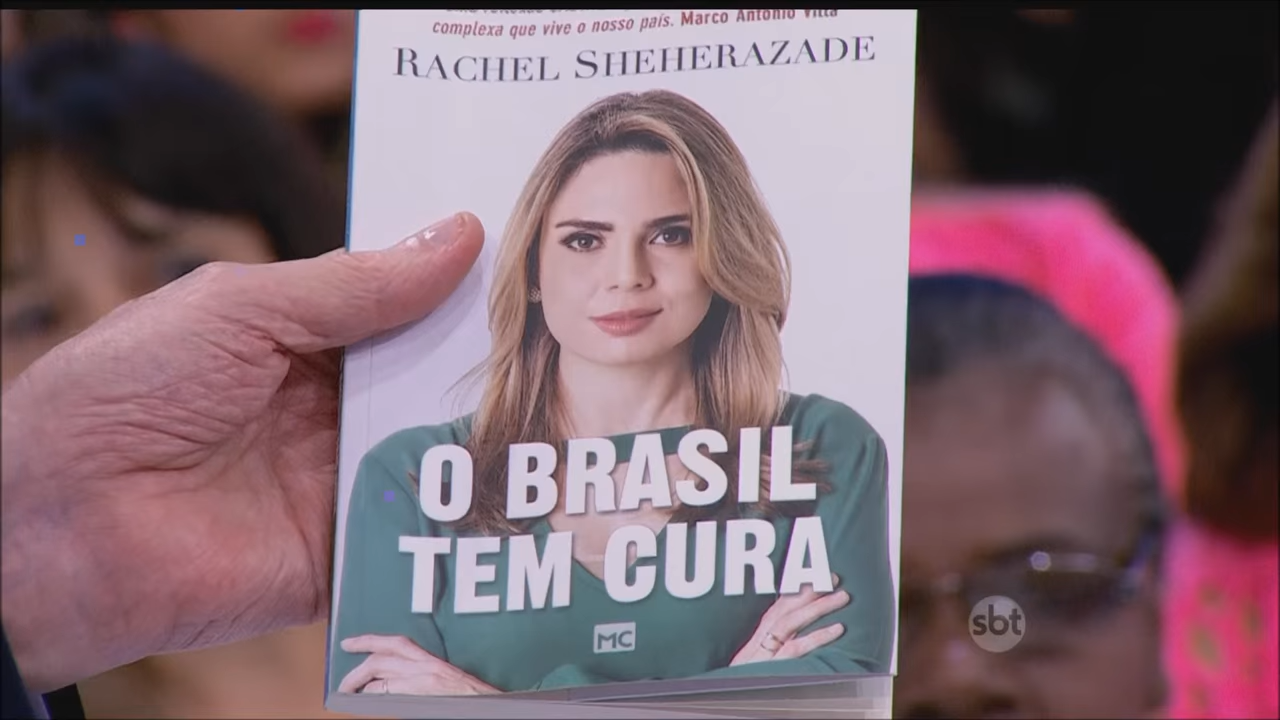 complexa que vive o nosso país. Marco Antonio Villa
RACHEL SHEHERAZADE
O BRASIL
TEM CURA
MC
sbt